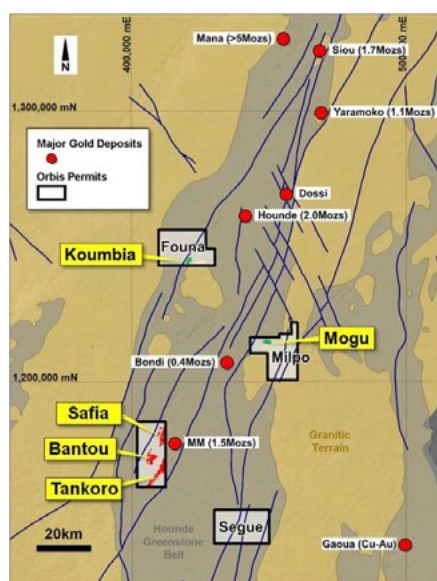 400,000 mE
500,000 mE
Mana (>5Mozs)
Siou (1.7Mozs)
N
1,300,000 mN
Yaramoko (1.1Mozs)
Major Gold Deposits
Orbis Permits
Dossi
Hounde (2.0Mozs)
Founa
Koumbia
Mogu
Milpo
Bondi (0.4Mozs)
1,200,000 mN
Safia
Bantou
MM (1.5Mozs)
Granitic
Terrain
Tankoro
Segue
20km
Hounde
Greenstone
Belt
Gaoua (Cu-Au)